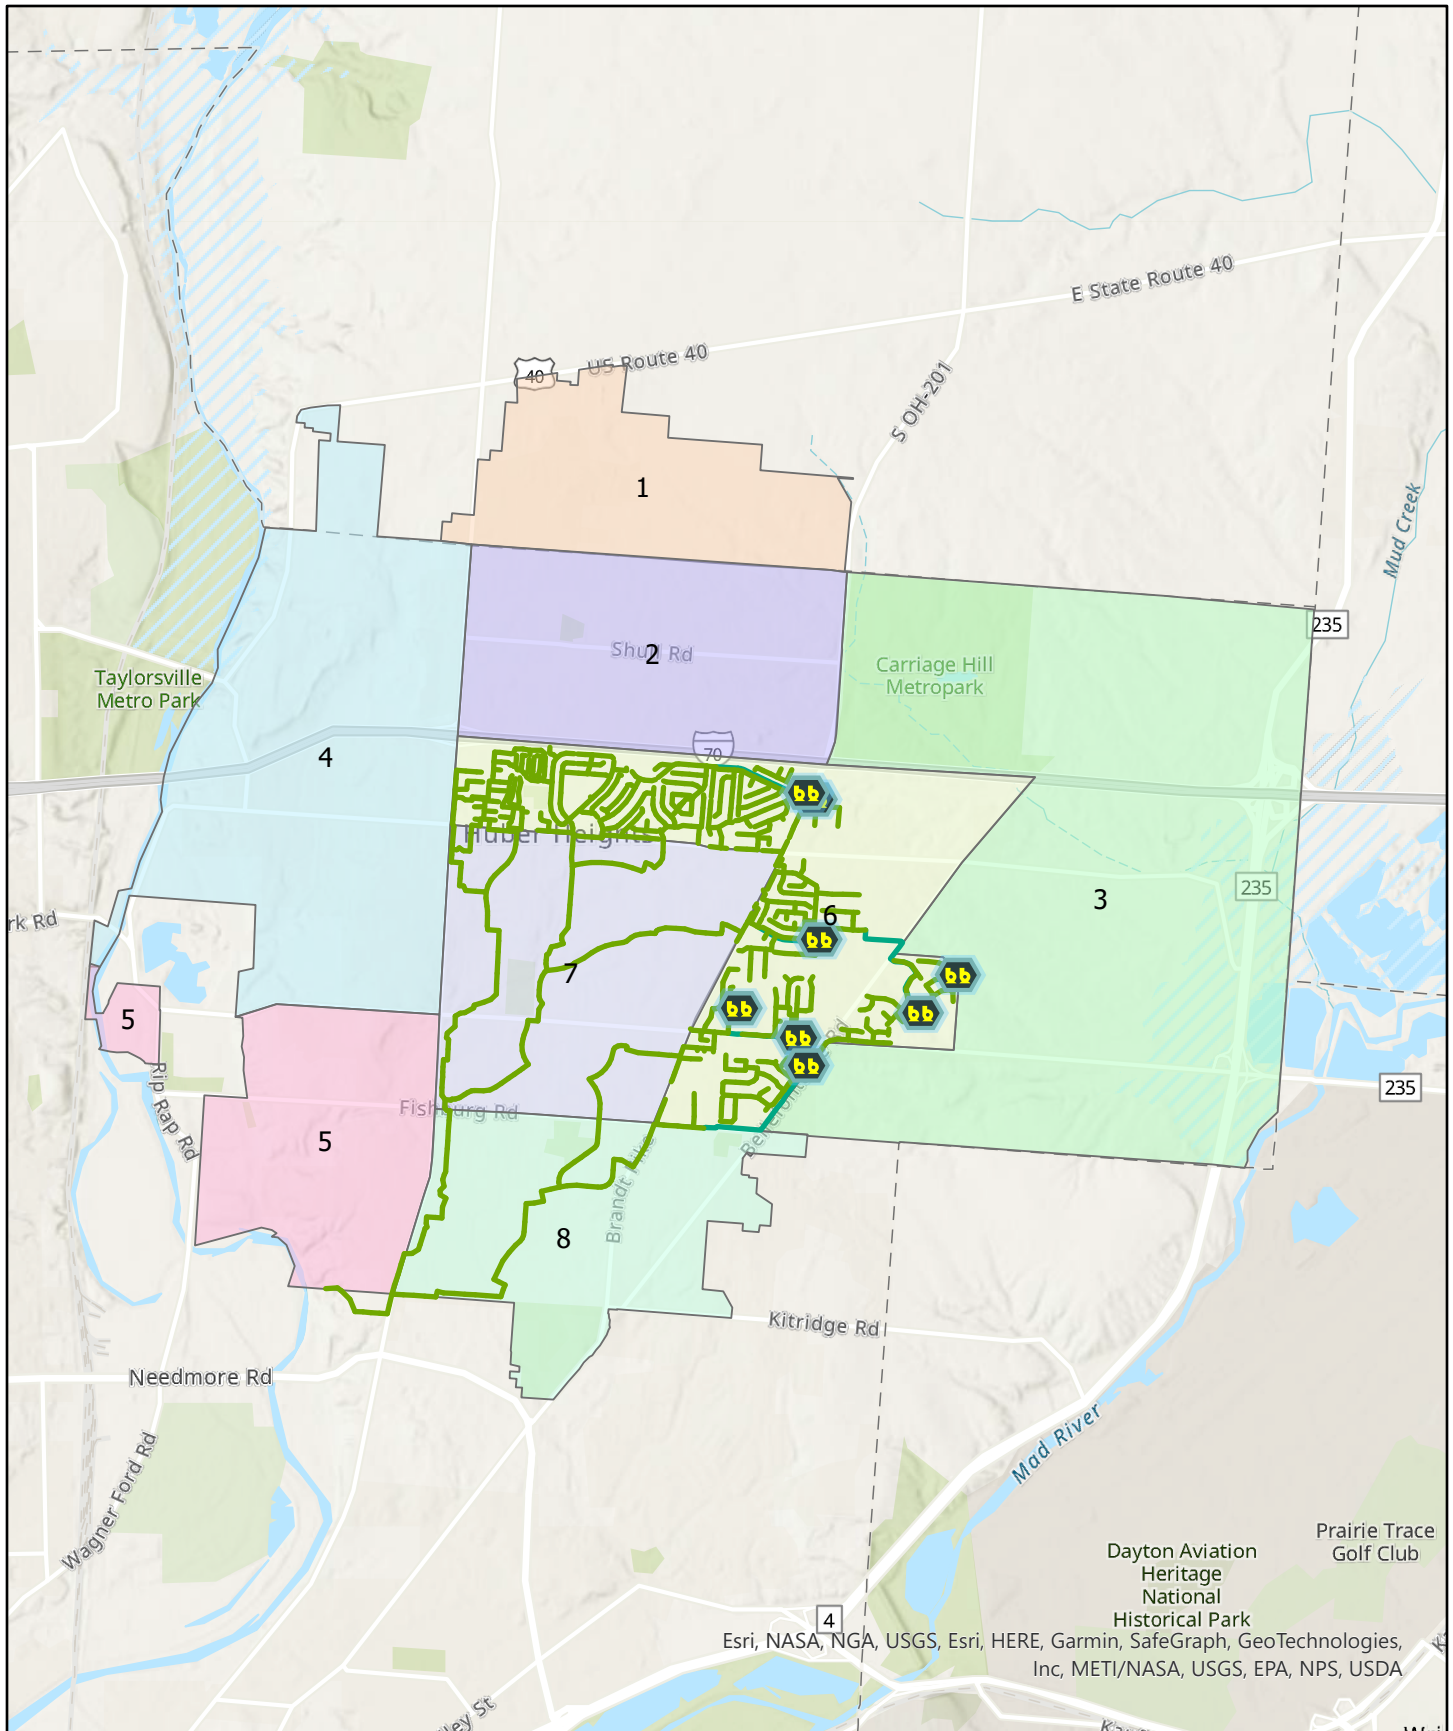 E State Route 40
US Route 40
40
S OH-201
1
Mud Creek
235
Shull Rd
2
Carriage Hill
Metropark
Taylorsville
Metro Park
70
4
Huber Heights
235
3
rk Rd
6
7
5
Rd
235
Rip Rap Rd
Fishburg Rd
5
Brandt Pike
8
Kitridge Rd
Needmore Rd
Mad River
Wagner Ford Rd
Prairie Trace
Golf Club
Dayton Aviation
Heritage
National
Historical Park
4
Esri, NASA, NGA, USGS, Esri, HERE, Garmin, SafeGraph, GeoTechnologies,
Inc, METI/NASA, USGS, EPA, NPS, USDA
ley St